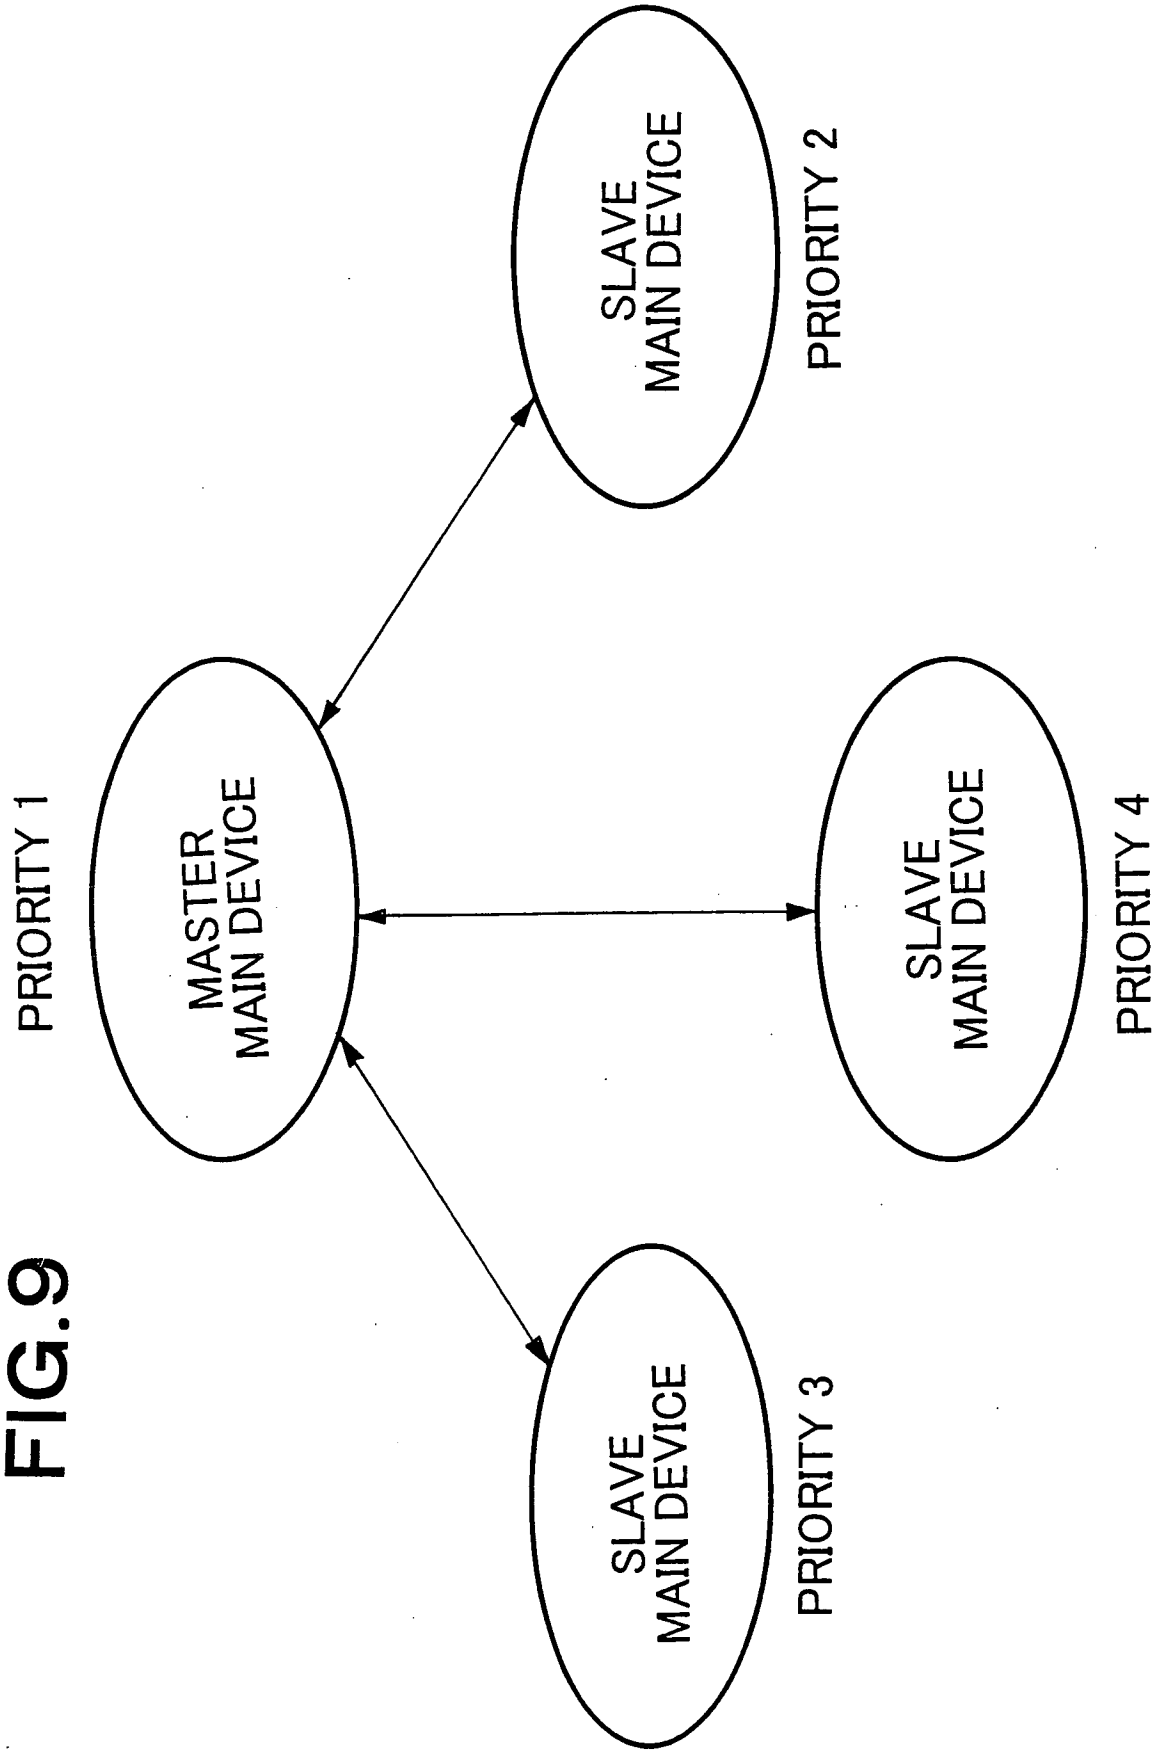 FIG.9
PRIORITY 1
MASTER
MAIN DEVICE
SLAVE
MAIN DEVICE
PRIORITY 3
SLAVE
MAIN DEVICE
PRIORITY 2
SLAVE
MAIN DEVICE
PRIORITY 4